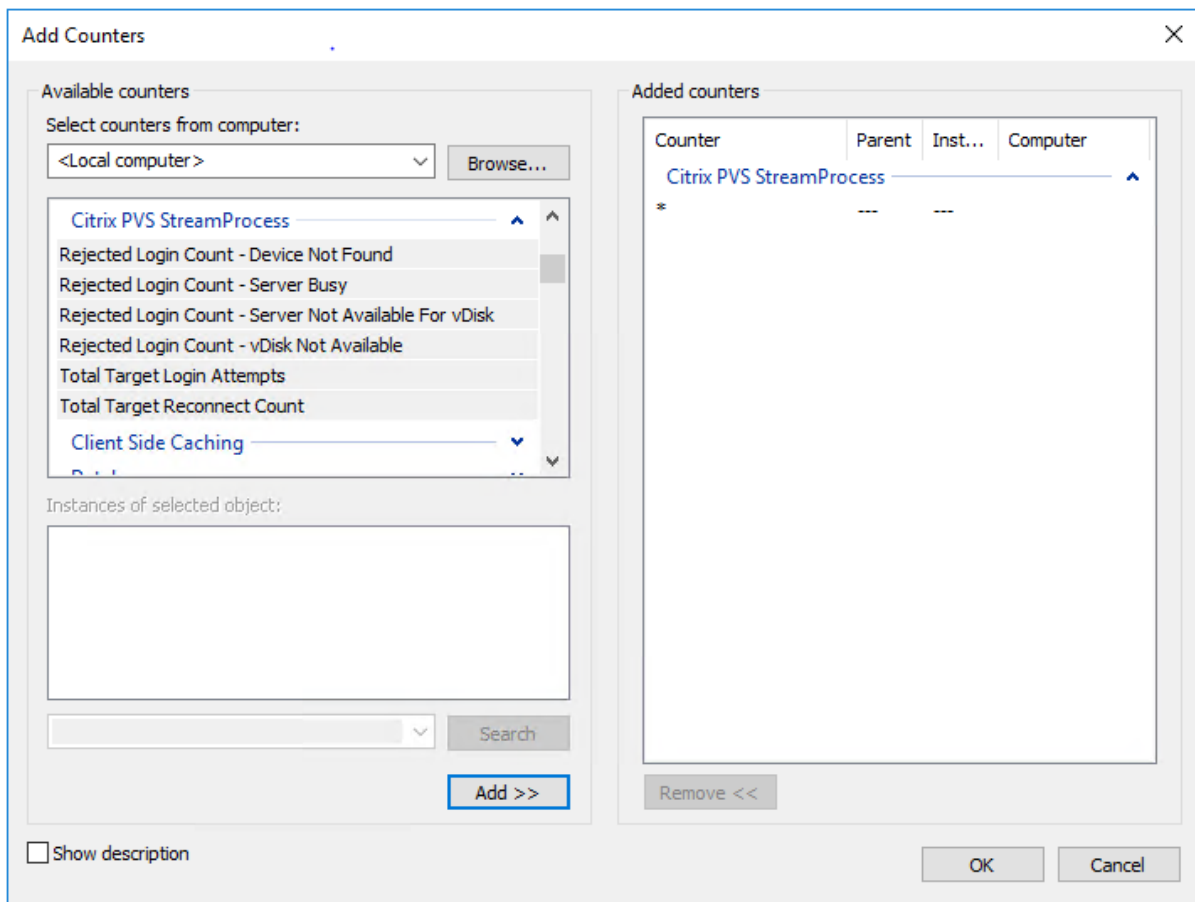 Add Counters
Available counters
Select counters from computer:
<Local computer>
Browse...
Citrix PVS StreamProcess
Rejected Login Count - Device Not Found
Rejected Login Count - Server Busy
Rejected Login Count - Server Not Available For vDisk
Rejected Login Count - vDisk Not Available
Total Target Login Attempts
Total Target Reconnect Count
Client Side Caching
Instances of selected object:
Search
Add >>
Show description
Added counters
Counter Parent Inst... Computer
Citrix PVS StreamProcess
* --- ---
Remove <<
OK Cancel